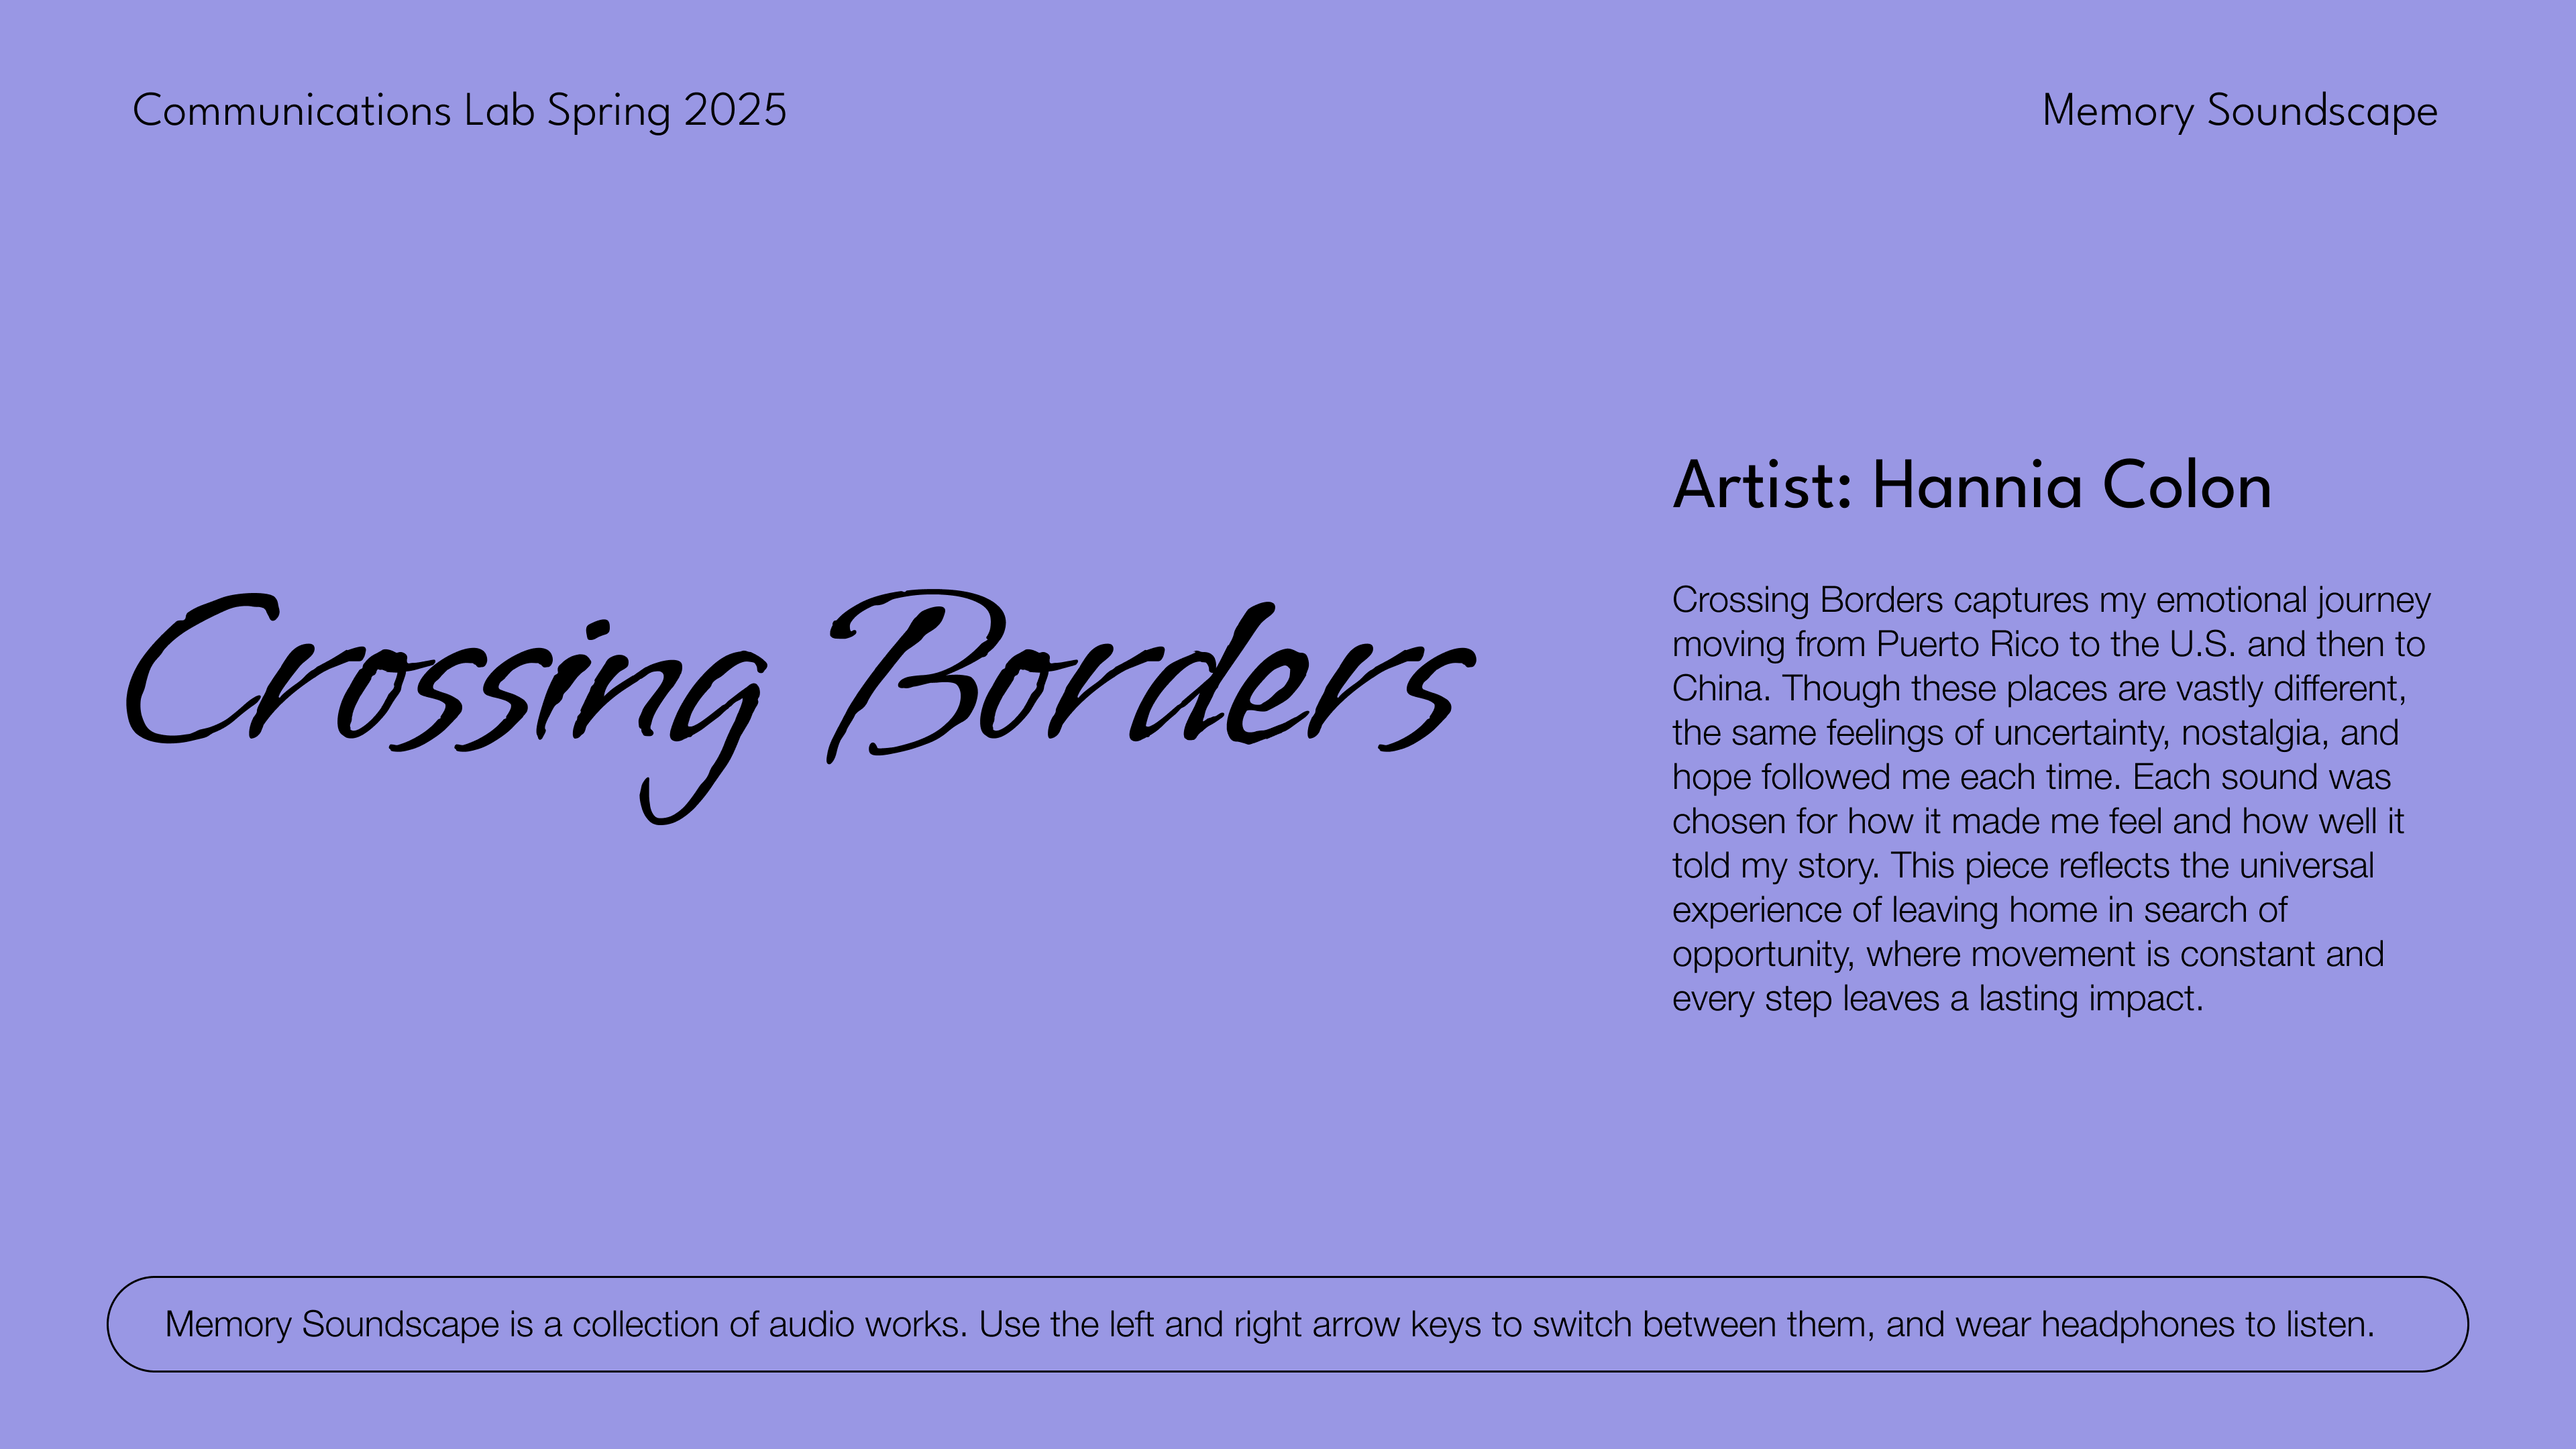 Communications Lab Spring 2025
Memory Soundscape
Crossing Borders
Artist: Hannia Colon
Crossing Borders captures my emotional journey
moving from Puerto Rico to the U.S. and then to
China. Though these places are vastly different,
the same feelings of uncertainty, nostalgia, and
hope followed me each time. Each sound was
chosen for how it made me feel and how well it
told my story. This piece reflects the universal
experience of leaving home in search of
opportunity, where movement is constant and
every step leaves a lasting impact.
Memory Soundscape is a collection of audio works. Use the left and right arrow keys to switch between them, and wear headphones to listen.